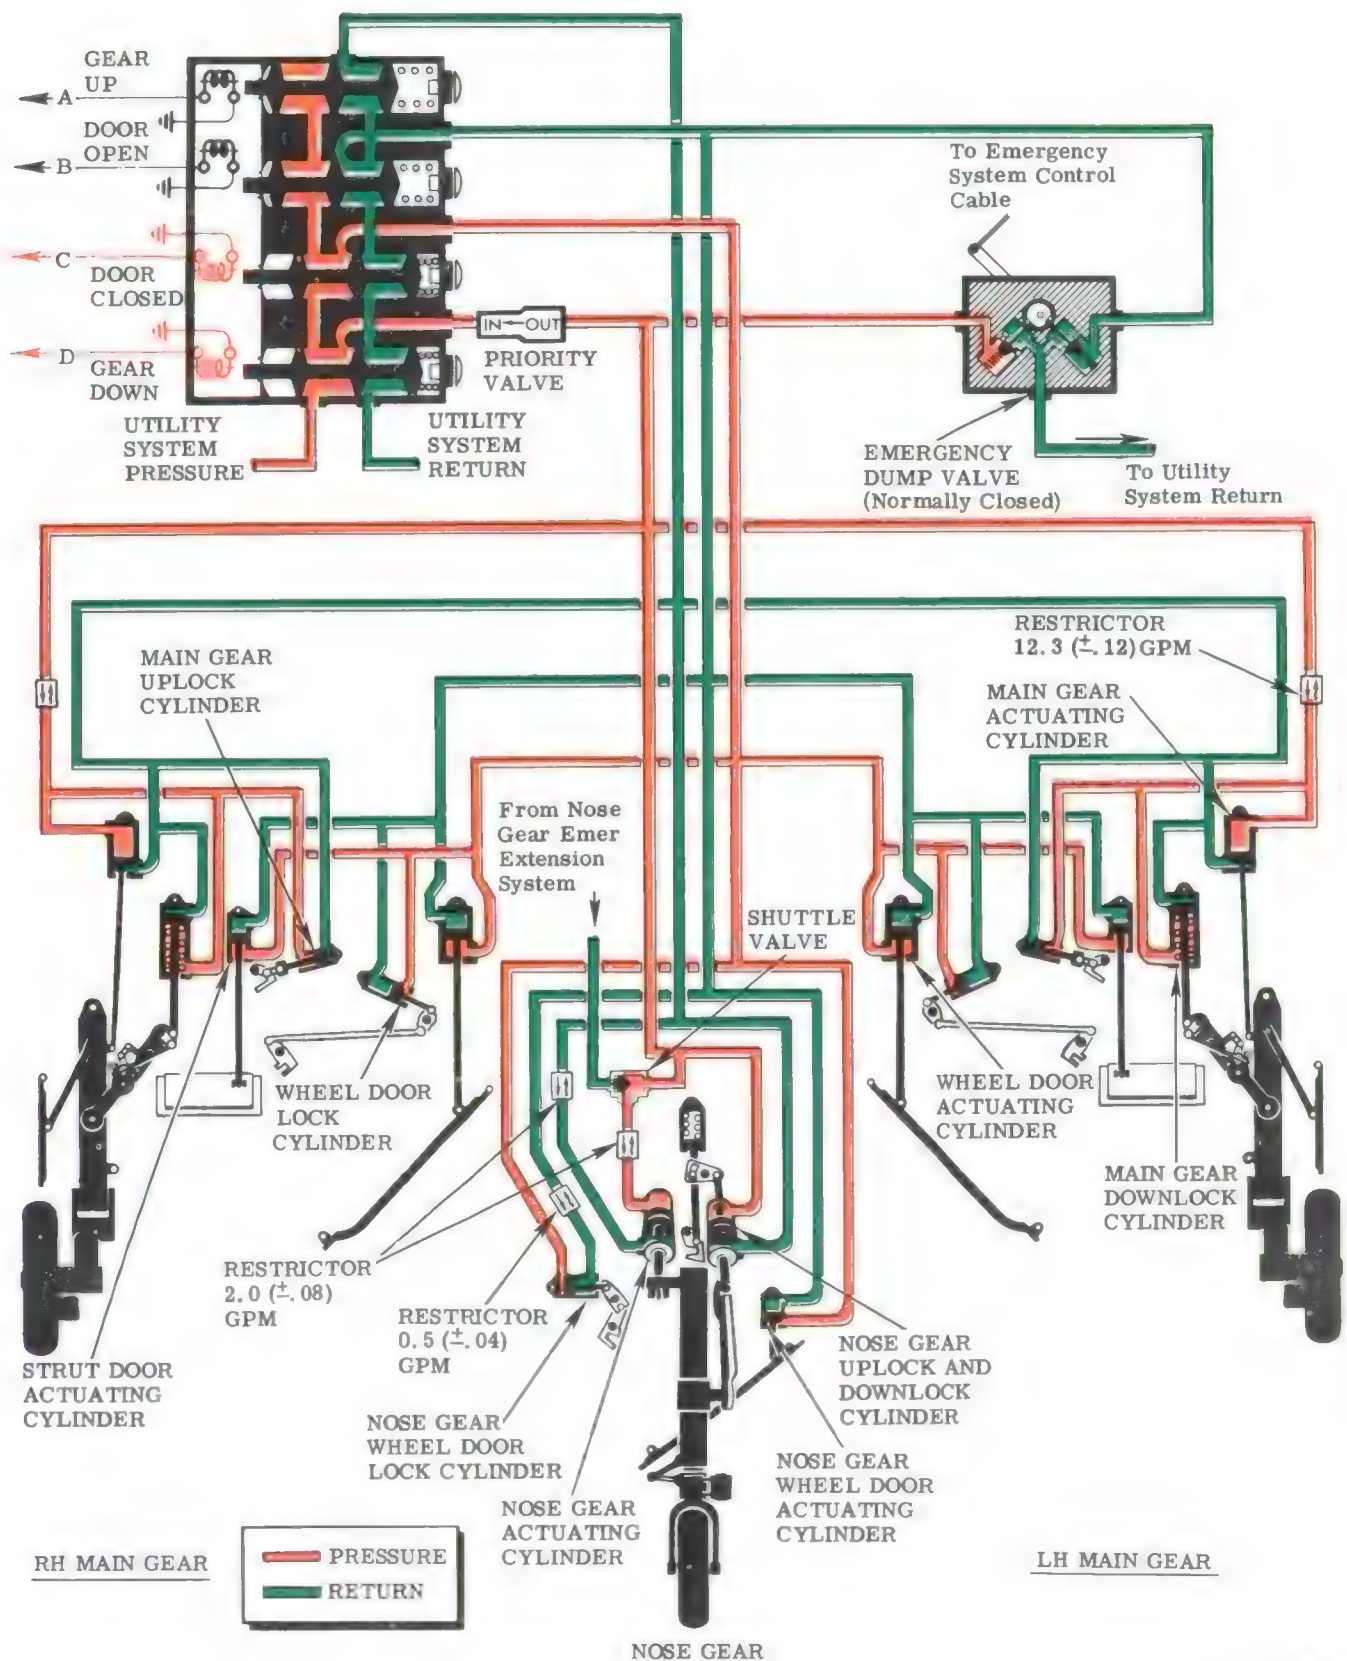 GEAR
UP
A
DOOR
OPEN
B
C
DOOR
CLOSED
D
GEAR
DOWN
UTILITY
SYSTEM
PRESSURE
UTILITY
SYSTEM
RETURN
IN OUT
PRIORITY
VALVE
To Emergency
System Control
Cable
EMERGENCY
DUMP VALVE
(Normally Closed)
To Utility
System Return
MAIN GEAR
UPLOCK
CYLINDER
RESTRICTOR
12.3 (±.12) GPM
MAIN GEAR
ACTUATING
CYLINDER
From Nose
Gear Emer
Extension
System
SHUTTLE
VALVE
WHEEL DOOR
LOCK
CYLINDER
WHEEL DOOR
ACTUATING
CYLINDER
MAIN GEAR
DOWNLOCK
CYLINDER
RESTRICTOR
2.0 (±.08)
GPM
RESTRICTOR
0.5 (±.04)
GPM
STRUT DOOR
ACTUATING
CYLINDER
NOSE GEAR
UPLOCK AND
DOWNLOCK
CYLINDER
NOSE GEAR
WHEEL DOOR
LOCK CYLINDER
NOSE GEAR
ACTUATING
CYLINDER
NOSE GEAR
WHEEL DOOR
ACTUATING
CYLINDER
RH MAIN GEAR
PRESSURE
RETURN
LH MAIN GEAR
NOSE GEAR